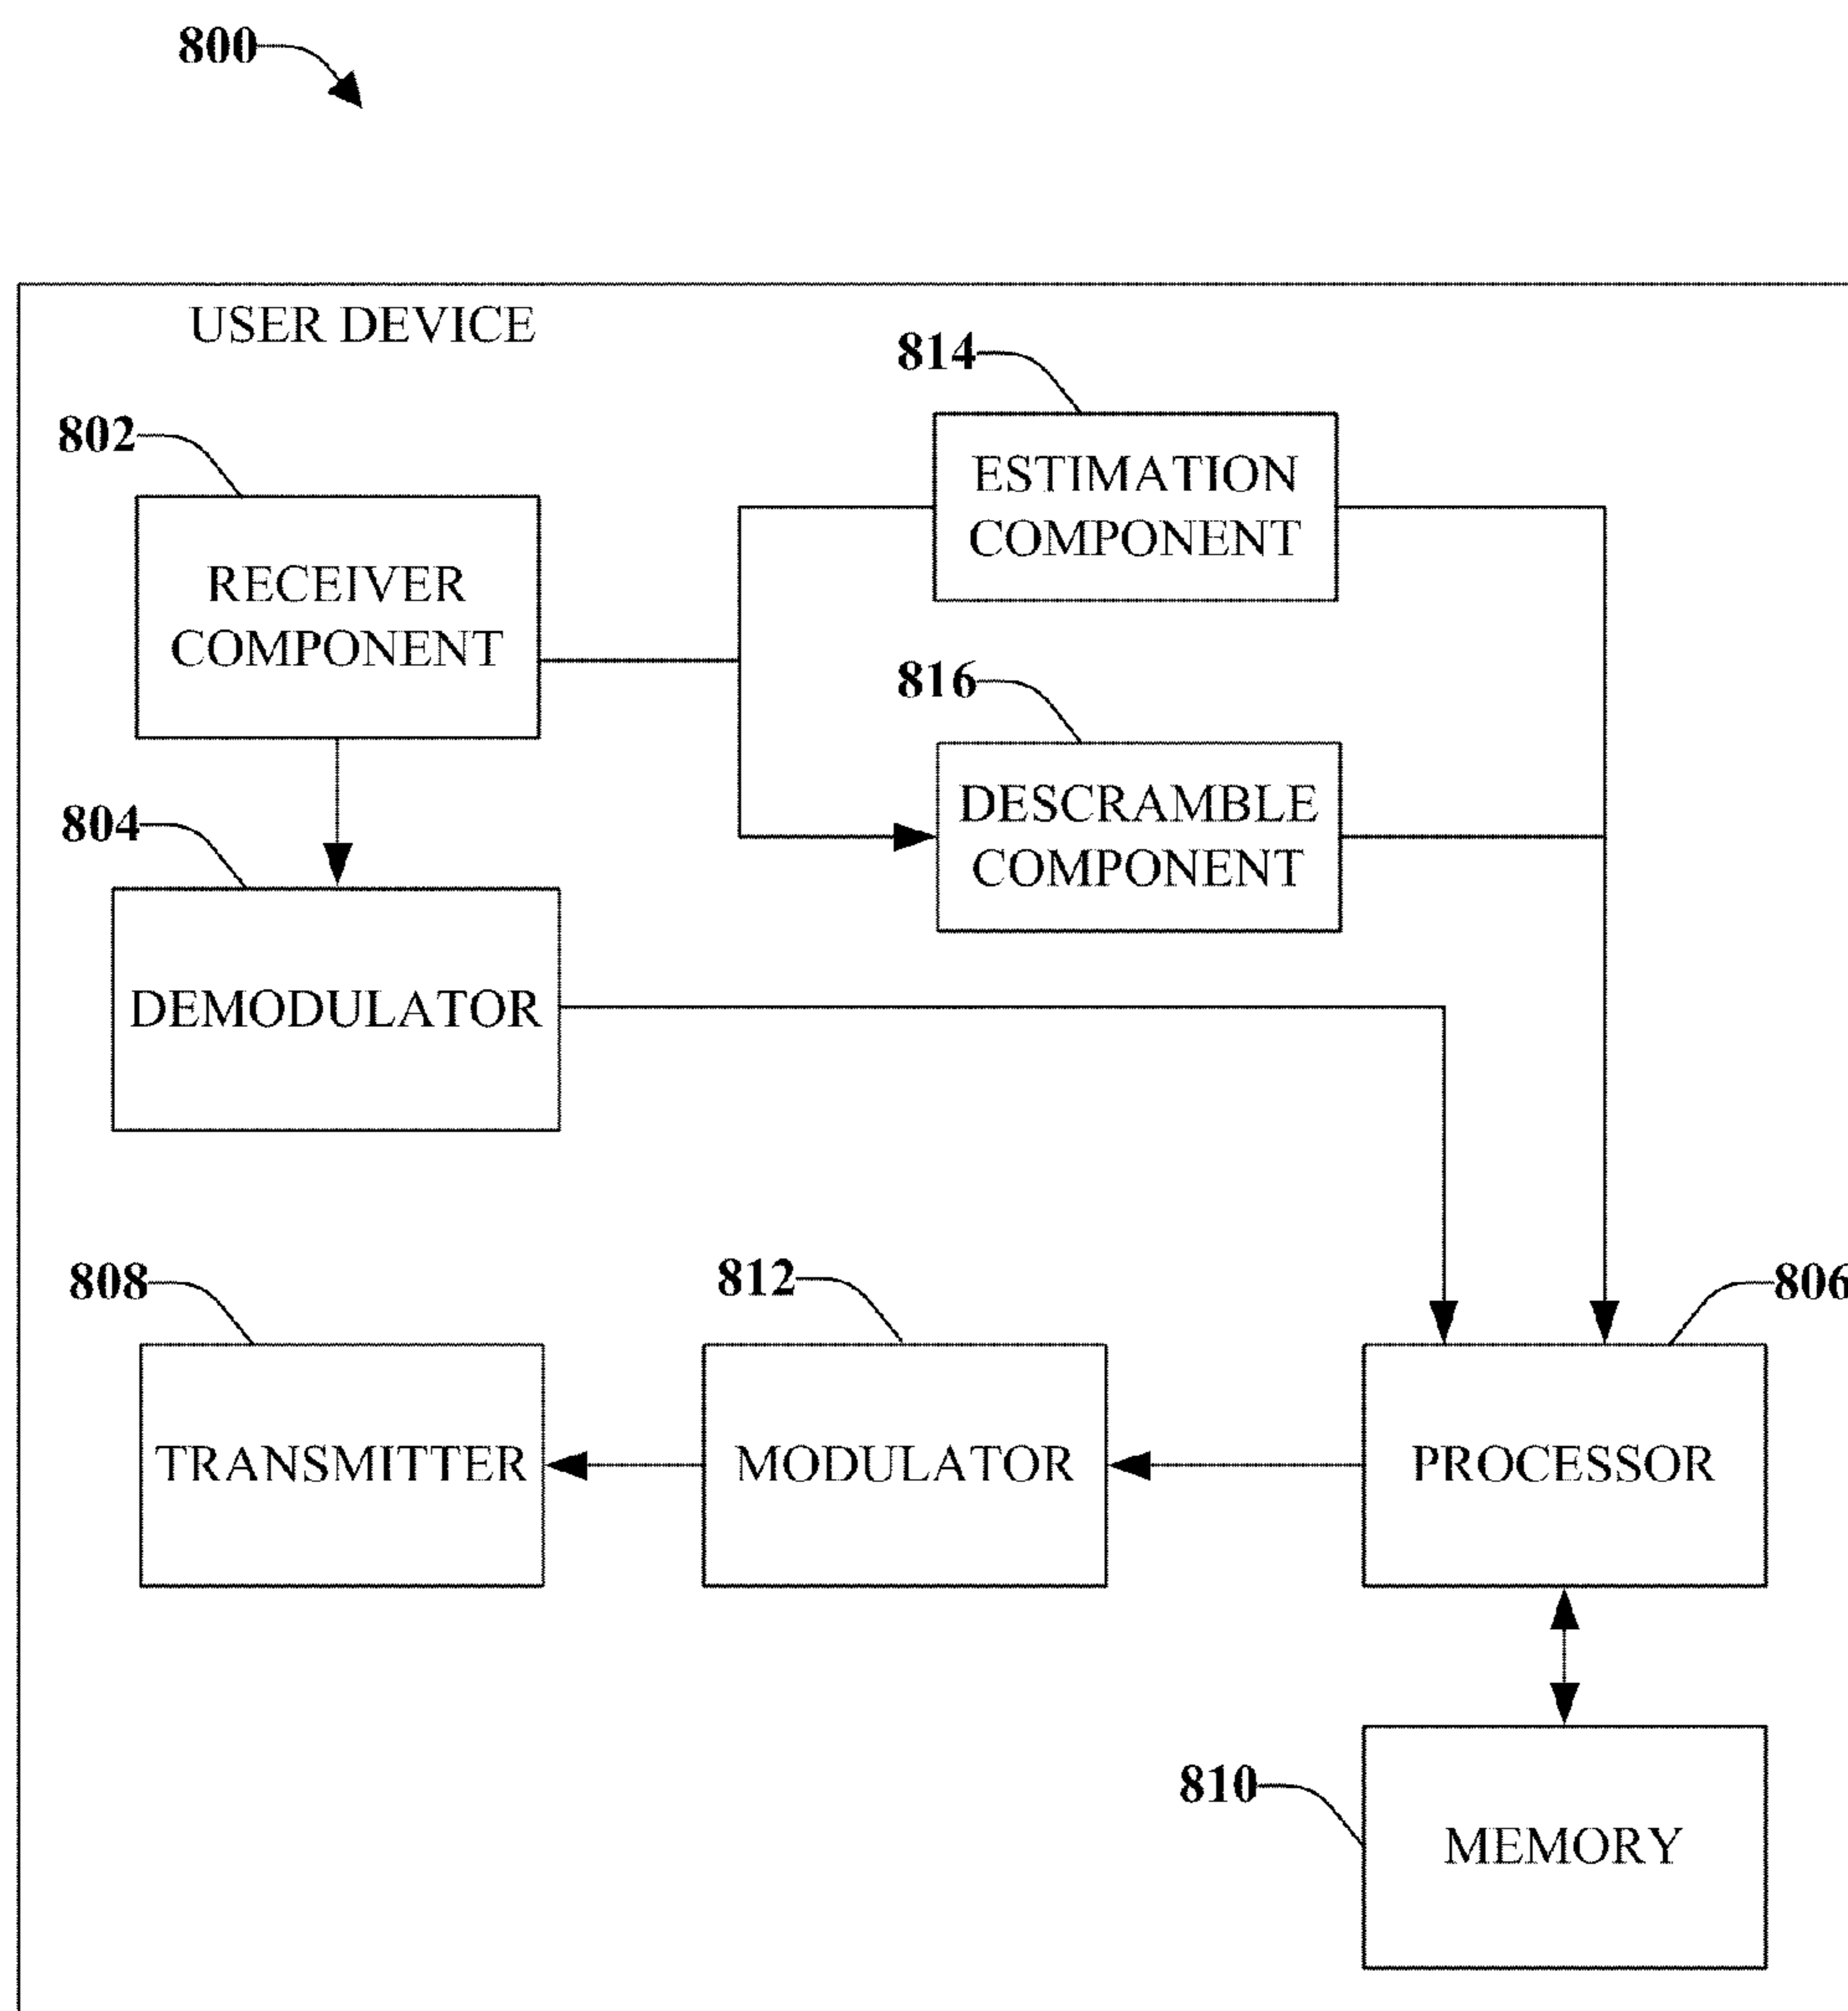 800
USER DEVICE
814
802
ESTIMATION
COMPONENT
RECEIVER
COMPONENT
816
804
DESCRAMBLE
COMPONENT
DEMODULATOR
808
812
806
TRANSMITTER
MODULATOR
PROCESSOR
810
MEMORY